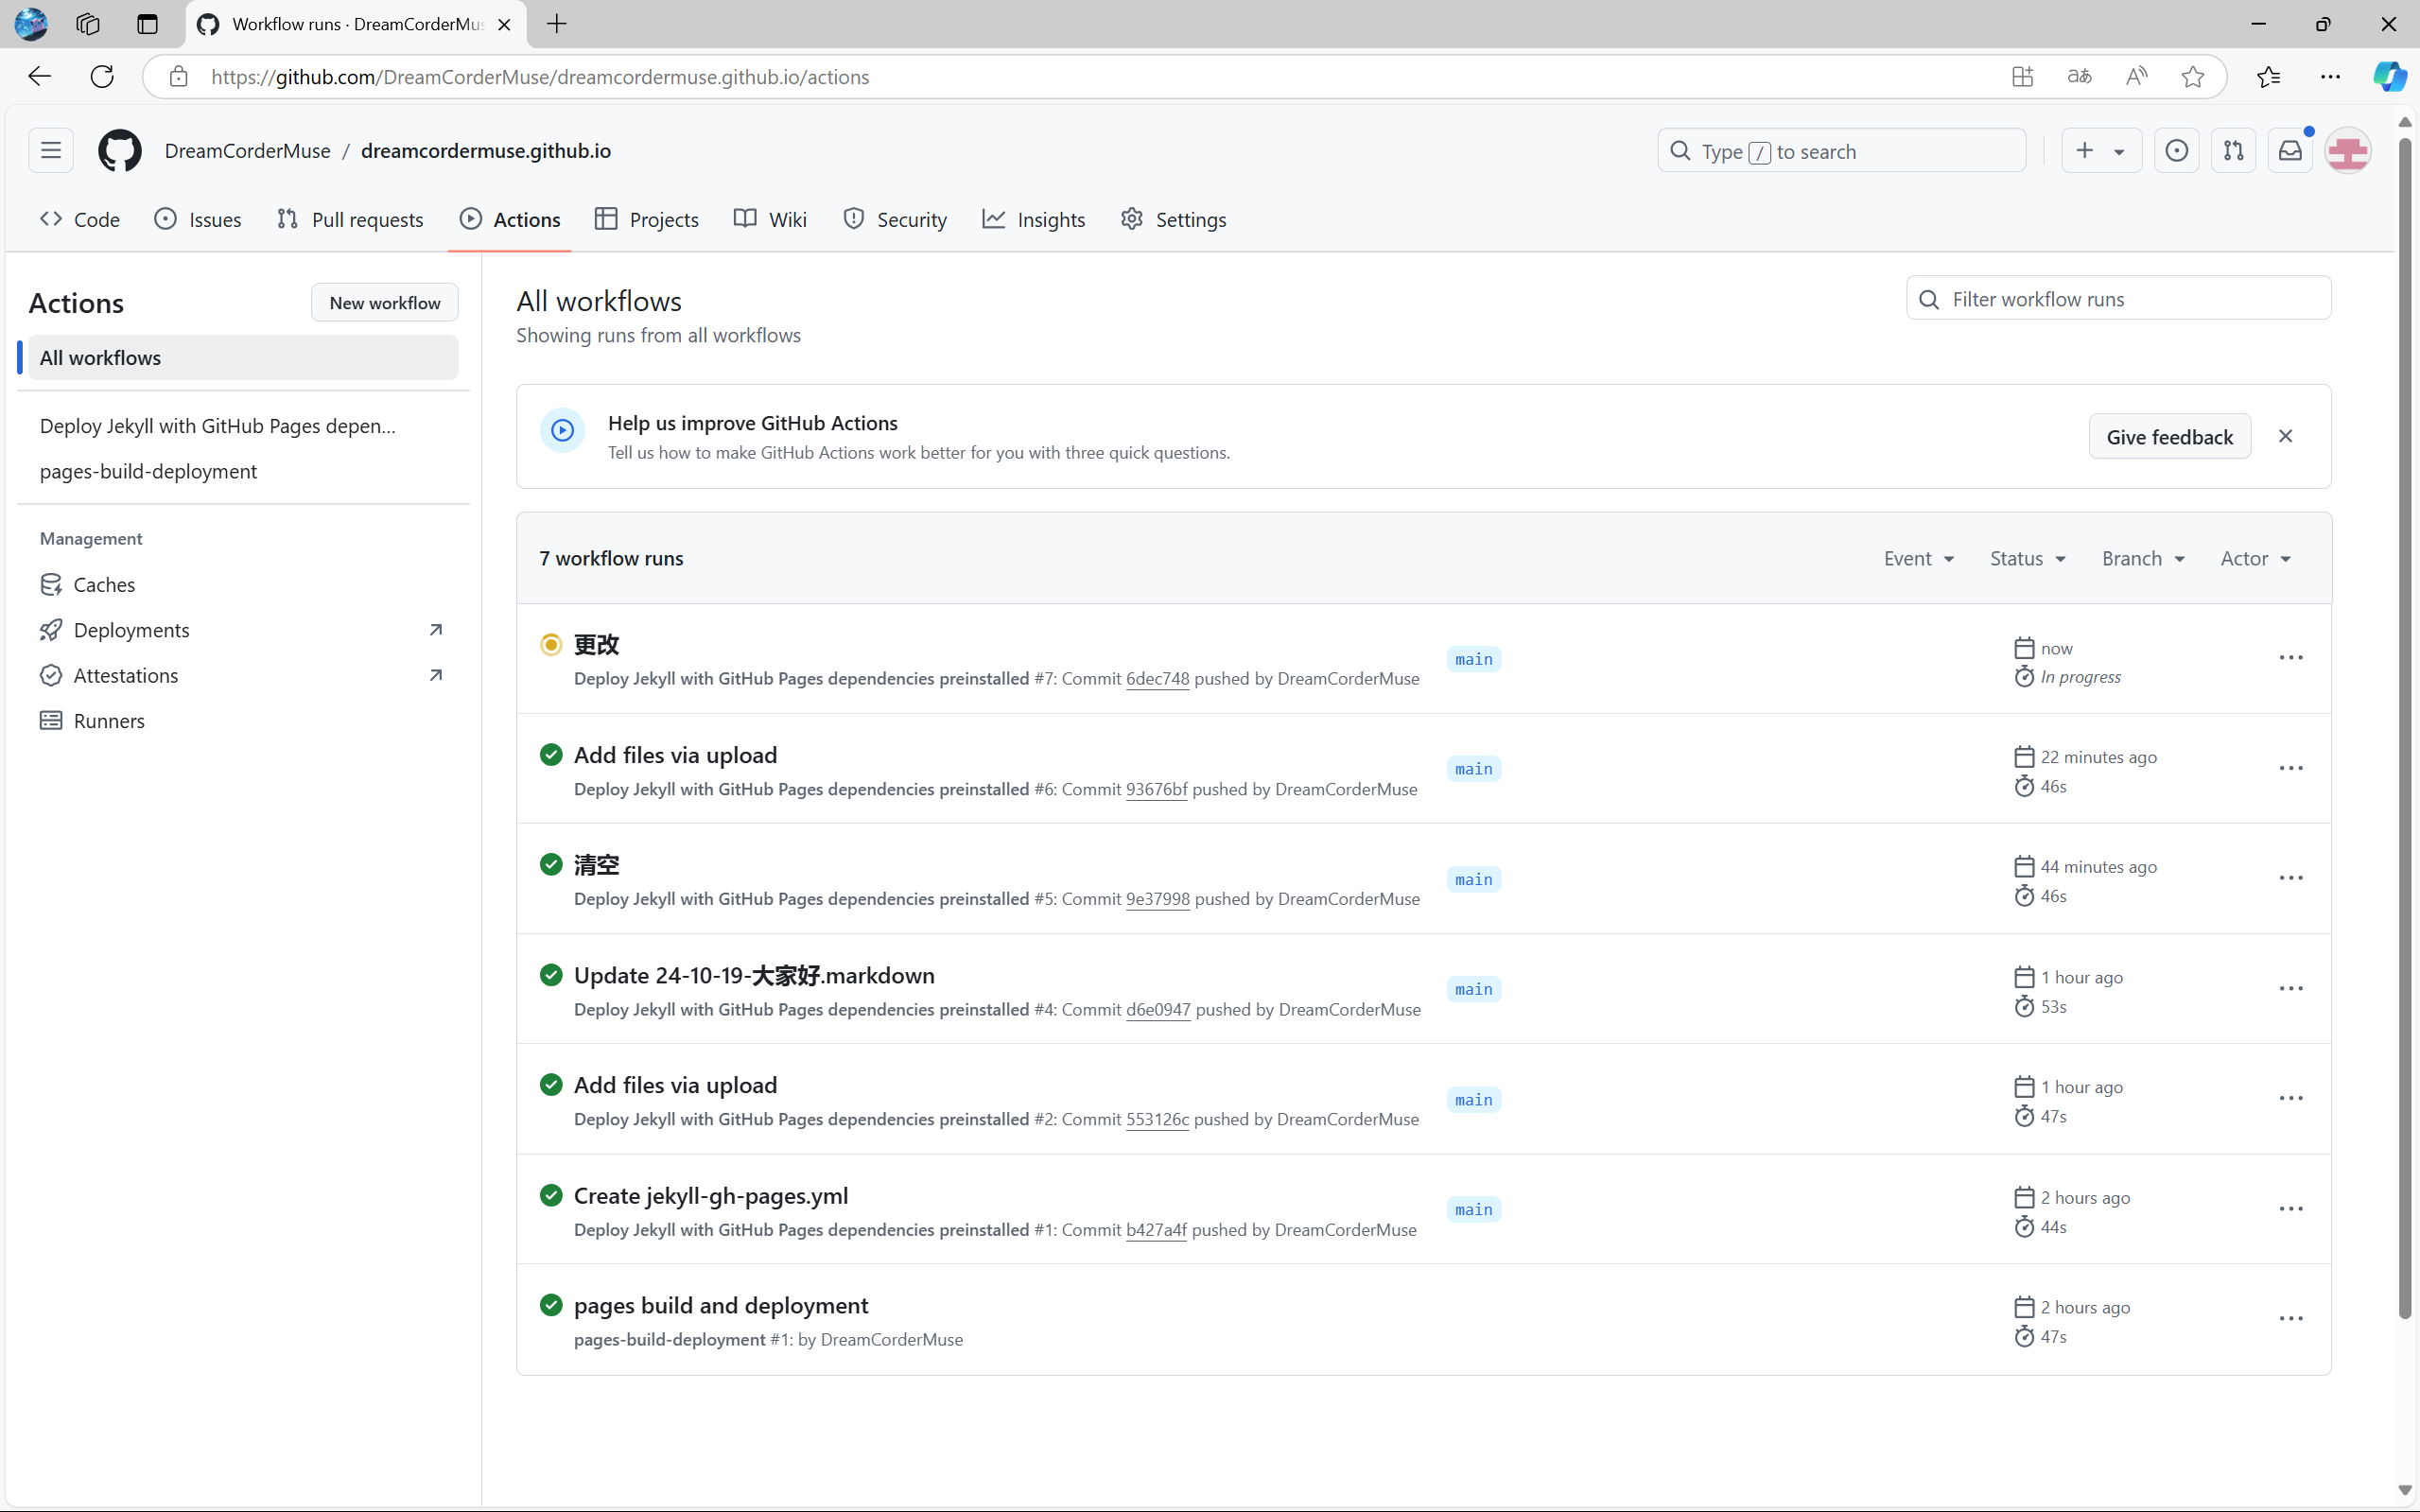 Workflow runs · DreamCorderMus
https://github.com/DreamCorderMuse/dreamcordermuse.github.io/actions
aあ
DreamCorderMuse / dreamcordermuse.github.io
Type / to search
Code Issues Pull requests Actions Projects Wiki Security Insights Settings
Actions
New workflow
All workflows
Deploy Jekyll with GitHub Pages depen...
pages-build-deployment
Management
Caches
Deployments
Attestations
Runners
All workflows
Showing runs from all workflows
Filter workflow runs
Help us improve GitHub Actions
Tell us how to make GitHub Actions work better for you with three quick questions.
Give feedback
7 workflow runs
Event Status Branch Actor
更改
Deploy Jekyll with GitHub Pages dependencies preinstalled #7: Commit 6dec748 pushed by DreamCorderMuse
main
now
In progress
Add files via upload
Deploy Jekyll with GitHub Pages dependencies preinstalled #6: Commit 93676bf pushed by DreamCorderMuse
main
22 minutes ago
46s
清空
Deploy Jekyll with GitHub Pages dependencies preinstalled #5: Commit 9e37998 pushed by DreamCorderMuse
main
44 minutes ago
46s
Update 24-10-19-大家好.markdown
Deploy Jekyll with GitHub Pages dependencies preinstalled #4: Commit d6e0947 pushed by DreamCorderMuse
main
1 hour ago
53s
Add files via upload
Deploy Jekyll with GitHub Pages dependencies preinstalled #2: Commit 553126c pushed by DreamCorderMuse
main
1 hour ago
47s
Create jekyll-gh-pages.yml
Deploy Jekyll with GitHub Pages dependencies preinstalled #1: Commit b427a4f pushed by DreamCorderMuse
main
2 hours ago
44s
pages build and deployment
pages-build-deployment #1: by DreamCorderMuse
2 hours ago
47s